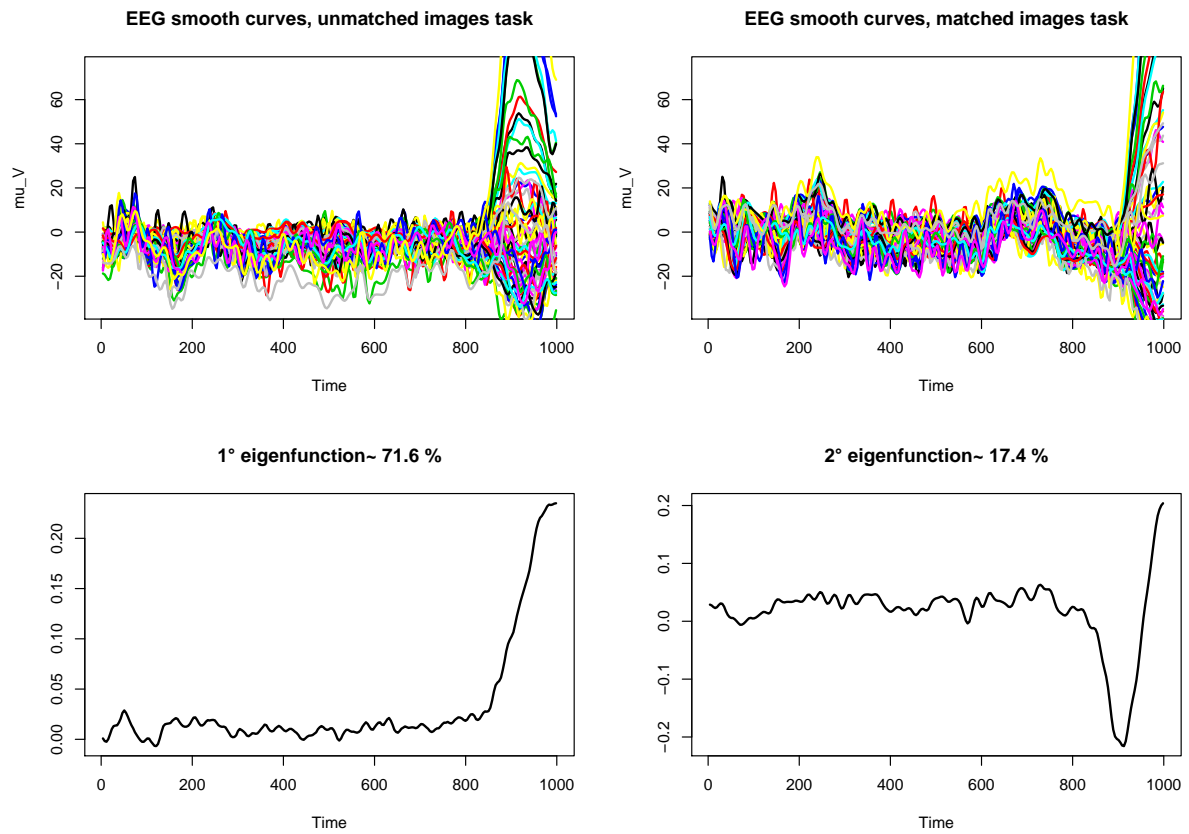 EEG smooth curves, unmatched images task
mu_V
60
40
20
0
−20
0 200 400 600 800 1000
Time
EEG smooth curves, matched images task
mu_V
60
40
20
0
−20
0 200 400 600 800 1000
Time
1° eigenfunction~ 71.6 %
0.20
0.15
0.10
0.05
0.00
0 200 400 600 800 1000
Time
2° eigenfunction~ 17.4 %
0.2
0.1
0.0
−0.1
−0.2
0 200 400 600 800 1000
Time